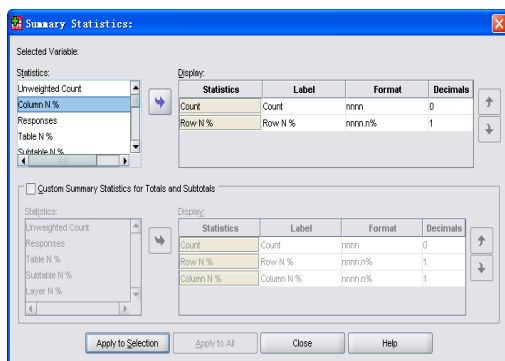 Summary Statistics:
Selected Variable:
Statistics:
Unweighted Count
Column N %
Responses
Table N %
Subtable N %
Display:
Statistics Label Format Decimals
Count Count nnnn 0
Row N % Row N % nnnn.n% 1
Custom Summary Statistics for Totals and Subtotals
Statistics:
Unweighted Count
Responses
Table N %
Subtable N %
Layer N %
Display:
Statistics Label Format Decimals
Count Count nnnn 0
Row N % Row N % nnnn.n% 1
Column N % Column N % nnnn.n% 1
Apply to Selection Apply to All Close Help